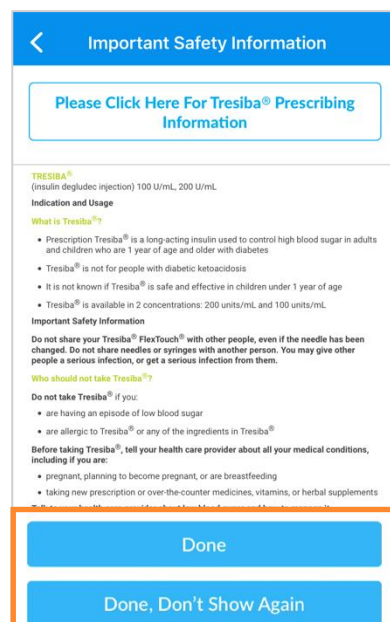 Important Safety Information
Please Click Here For Tresiba® Prescribing
Information
TRESIBA®
(insulin degludec injection) 100 U/mL, 200 U/mL
Indication and Usage
What is Tresiba®?
• Prescription Tresiba® is a long-acting insulin used to control high blood sugar in adults
and children who are 1 year of age and older with diabetes
• Tresiba® is not for people with diabetic ketoacidosis
• It is not known if Tresiba® is safe and effective in children under 1 year of age
• Tresiba® is available in 2 concentrations: 200 units/mL and 100 units/mL
Important Safety Information
Do not share your Tresiba® FlexTouch® with other people, even if the needle has been
changed. Do not share needles or syringes with another person. You may give other
people a serious infection, or get a serious infection from them.
Who should not take Tresiba®?
Do not take Tresiba® if you:
• are having an episode of low blood sugar
• are allergic to Tresiba® or any of the ingredients in Tresiba®
Before taking Tresiba®, tell your health care provider about all your medical conditions,
including if you are:
• pregnant, planning to become pregnant, or are breastfeeding
• taking new prescription or over-the-counter medicines, vitamins, or herbal supplements
Done
Done, Don't Show Again